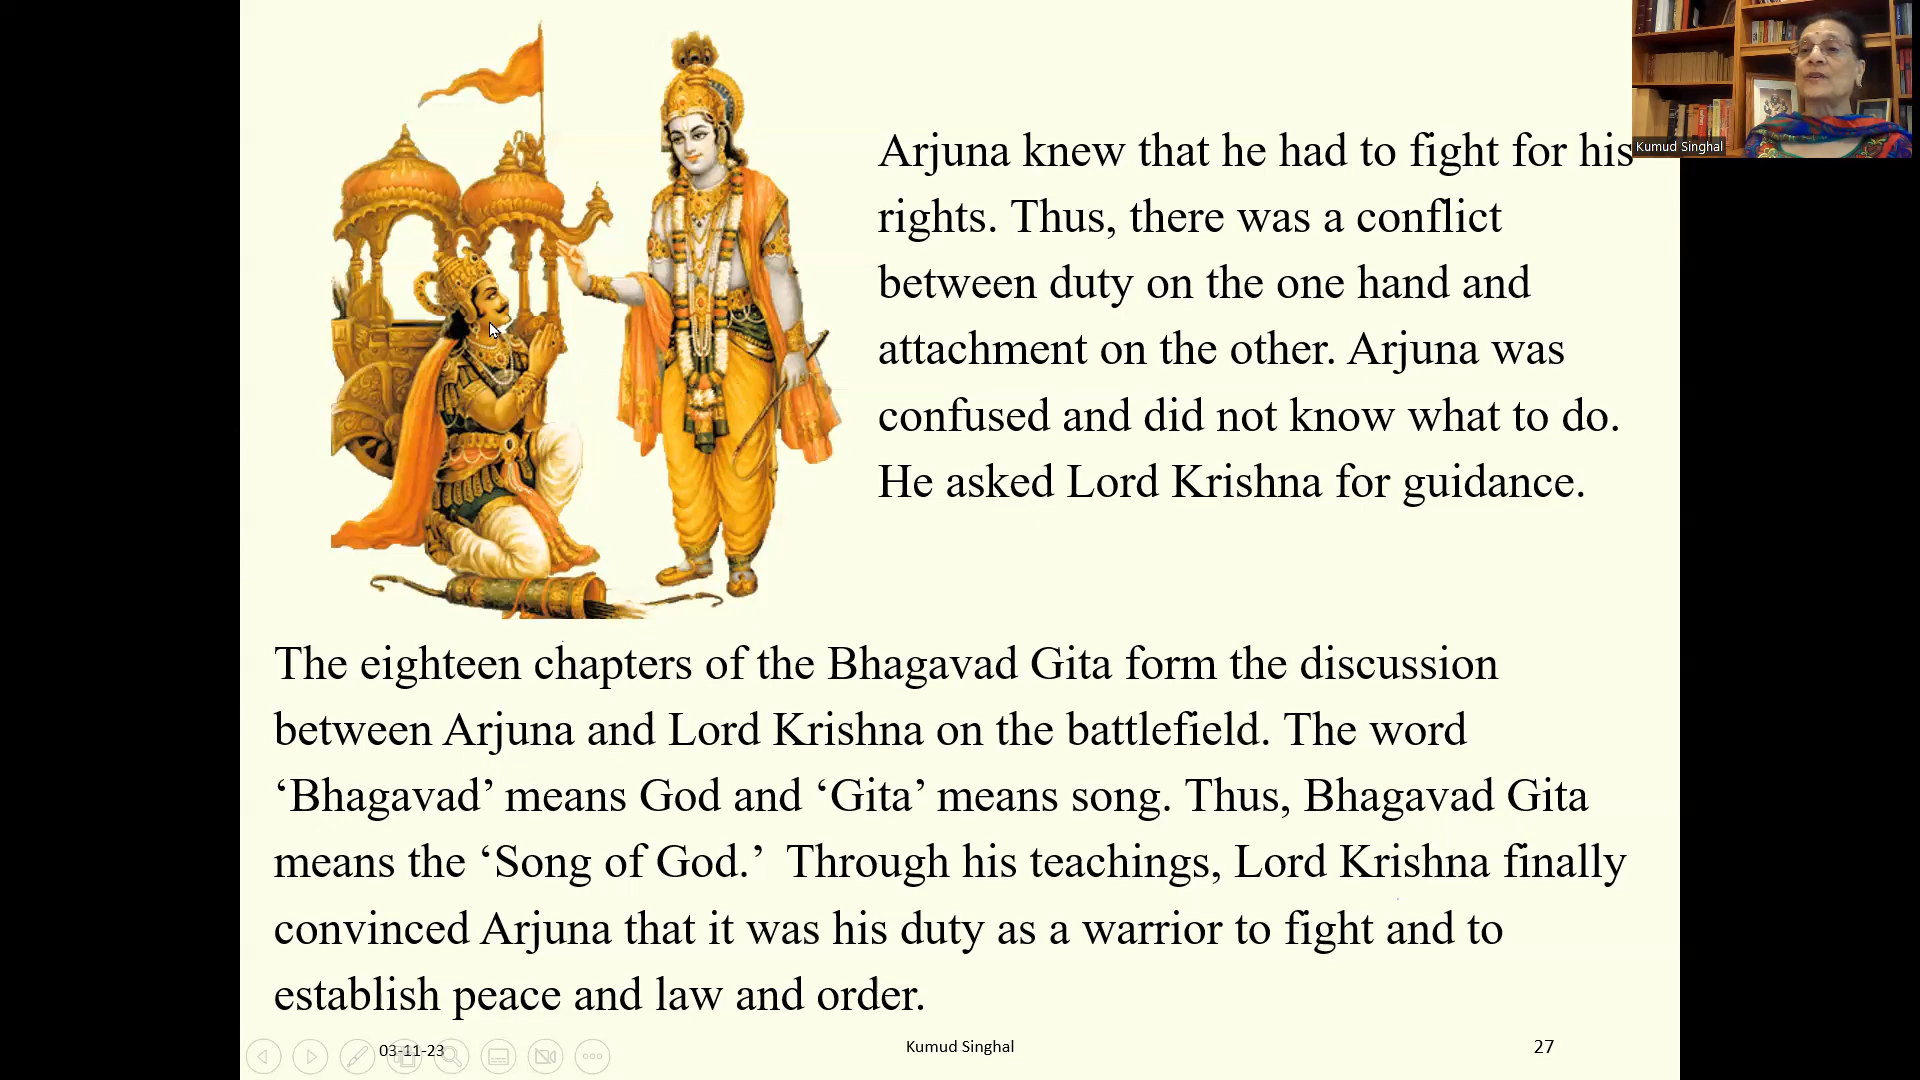 Kumud Singhal
Arjuna knew that he had to fight for his
rights. Thus, there was a conflict
between duty on the one hand and
attachment on the other. Arjuna was
confused and did not know what to do.
He asked Lord Krishna for guidance.
The eighteen chapters of the Bhagavad Gita form the discussion
between Arjuna and Lord Krishna on the battlefield. The word
‘Bhagavad’ means God and ‘Gita’ means song. Thus, Bhagavad Gita
means the ‘Song of God.’  Through his teachings, Lord Krishna finally
convinced Arjuna that it was his duty as a warrior to fight and to
establish peace and law and order.
03-11-23
Kumud Singhal
27